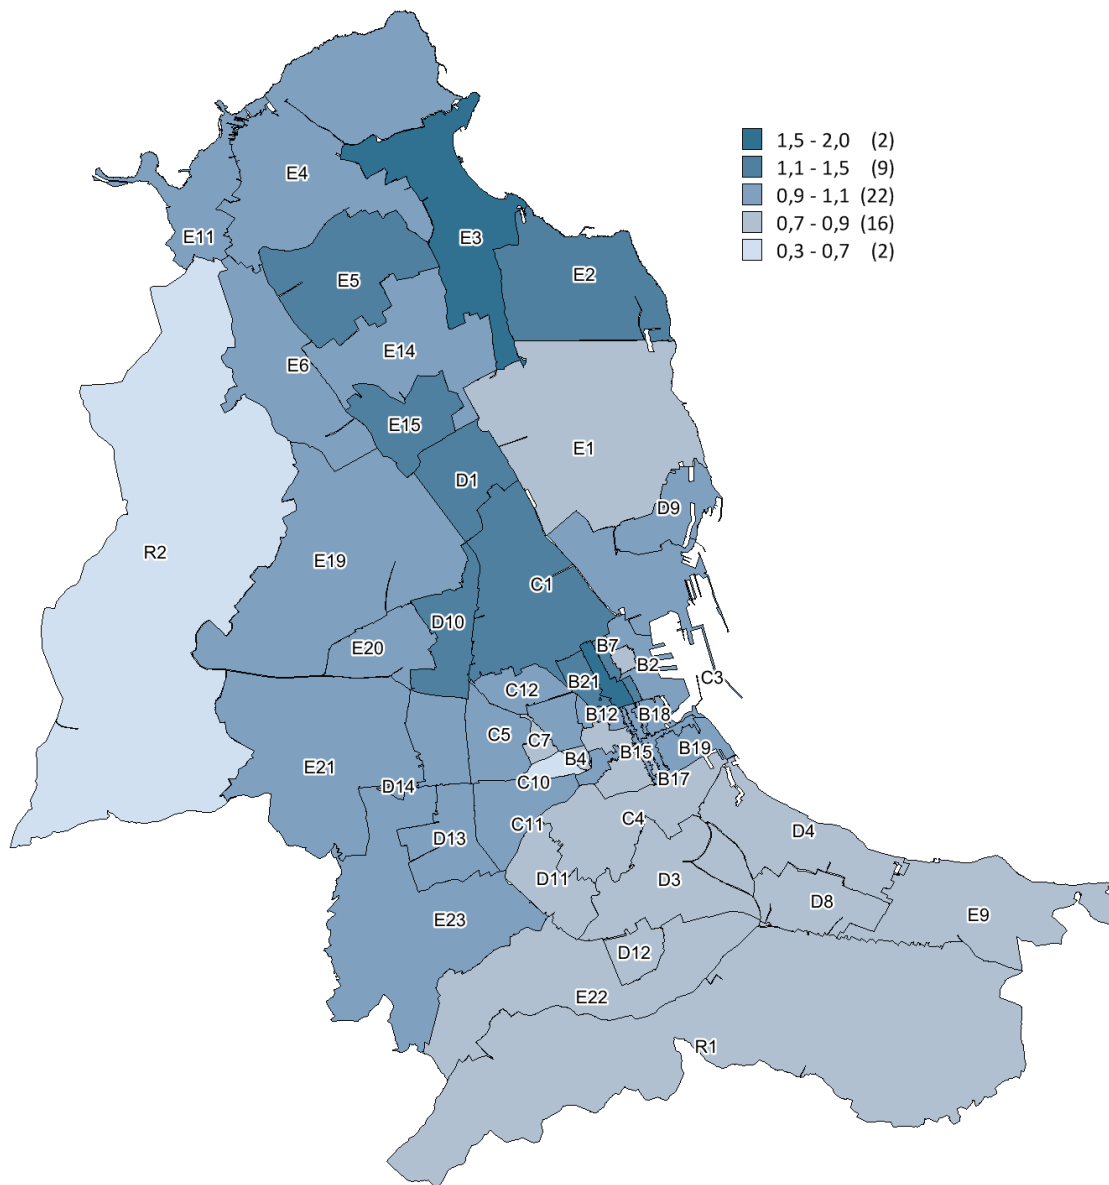 1,5 - 2,0 (2)
1,1 - 1,5 (9)
0,9 - 1,1 (22)
0,7 - 0,9 (16)
0,3 - 0,7 (2)
E4
E11
E3
E2
E5
E14
E6
E15
E1
D1
D9
R2
E19
C1
D10
E20
B7
B2
C3
B21
C12
B12
B18
C5
C7
B15
B19
B4
B17
E21
D14
C10
C4
C11
D13
D4
D11
D3
D8
E23
E9
D12
E22
R1